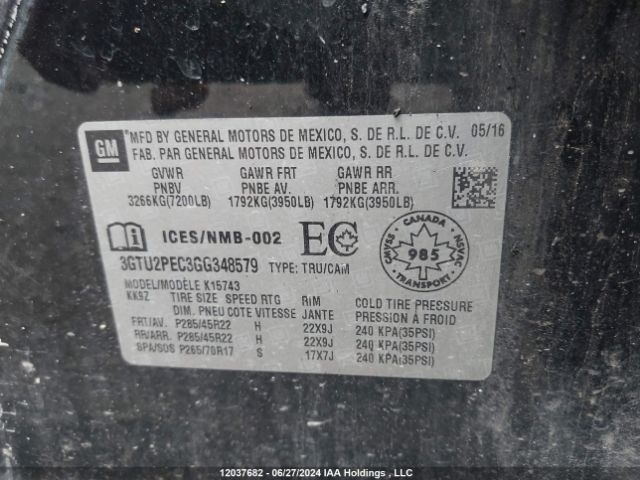 GM
MFD BY GENERAL MOTORS DE MEXICO, S. DE R.L. DE C.V. 05/16
FAB. PAR GENERAL MOTORS DE MEXICO, S. DE R.L. DE C.V.
GVWR GAWR FRT GAWR RR
PNBV PNBE AV. PNBE ARR.
3266KG(7200LB) 1792KG(3950LB) 1792KG(3950LB)
i ICES/NMB-002 EC CANADA 985 CMVSS NSVAC
3GTU2PEC3GG348579 TYPE: TRU/CAM
MODEL/MODÈLE K15743
KK9Z TIRE SIZE SPEED RTG RIM COLD TIRE PRESSURE
DIM. PNEU COTE VITESSE JANTE PRESSION À FROID
FRT/AV. P285/45R22 H 22X9J 240 KPA(35PSI)
RR/ARR. P285/45R22 H 22X9J 240 KPA(35PSI)
SPA/SDS P265/70R17 S 17X7J 240 KPA(35PSI)
12037682 - 06/27/2024 IAA Holdings , LLC